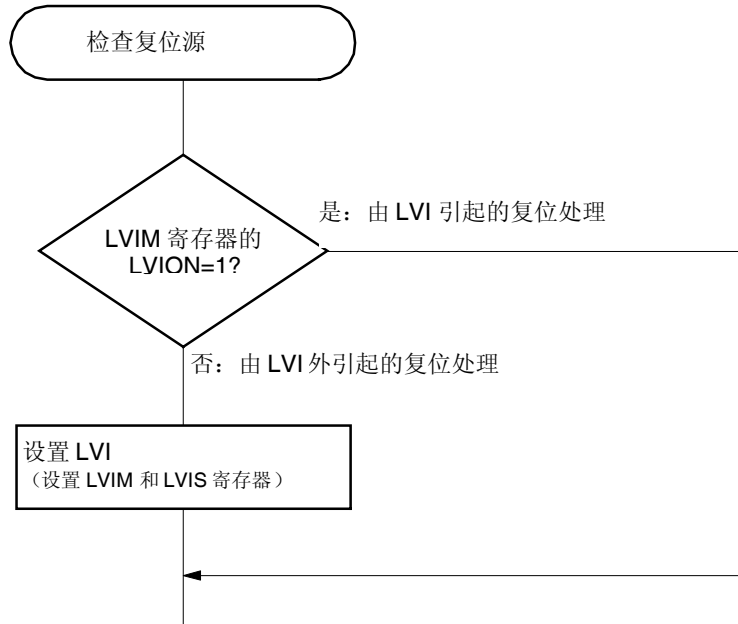 检查复位源
是：由 LVI 引起的复位处理
LVIM 寄存器的
LVION=1?
否：由 LVI 外引起的复位处理
设置 LVI
（设置 LVIM 和 LVIS 寄存器）